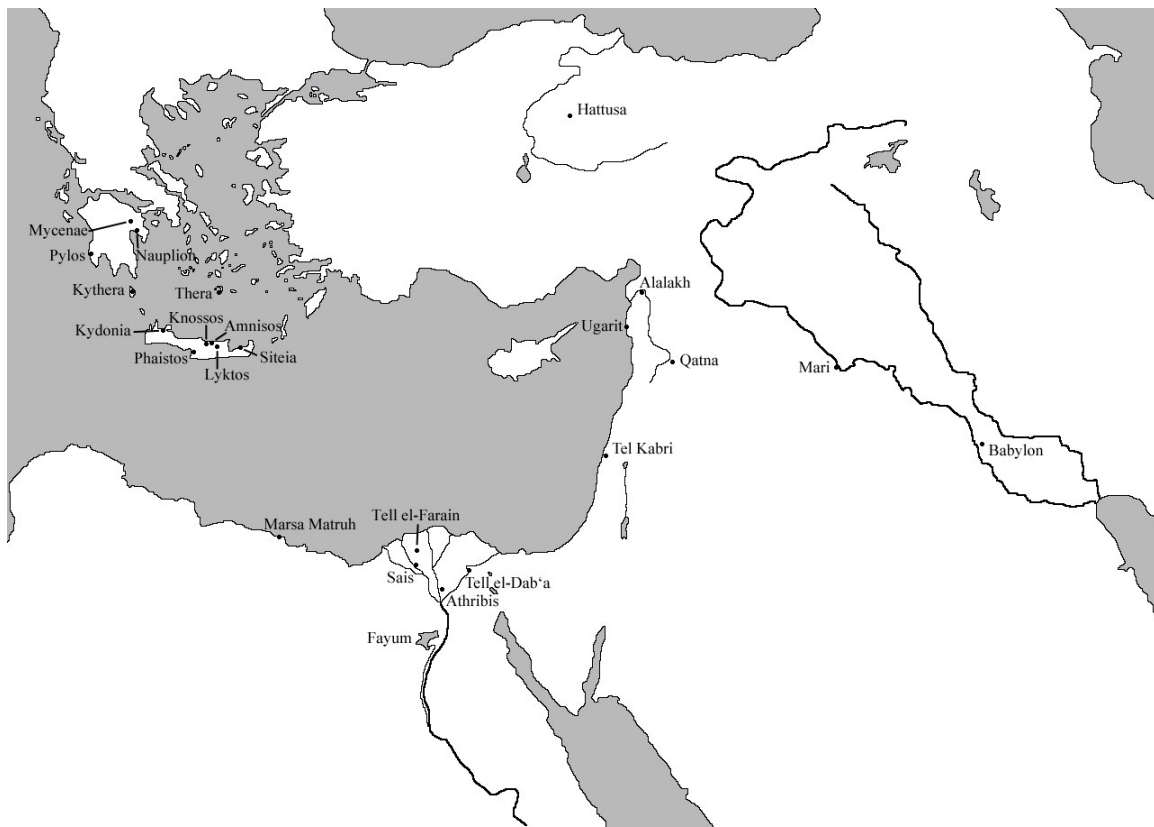 Hattusa
Mycenae
Nauplion
Pylos
Kythera
Thera
Alalakh
Knossos
Amnisos
Kydonia
Ugarit
Phaistos
Siteia
Qatna
Mari
Lyktos
Babylon
Tel Kabri
Tell el-Farain
Marsa Matruh
Sais
Tell el-Dab‘a
Athribis
Fayum